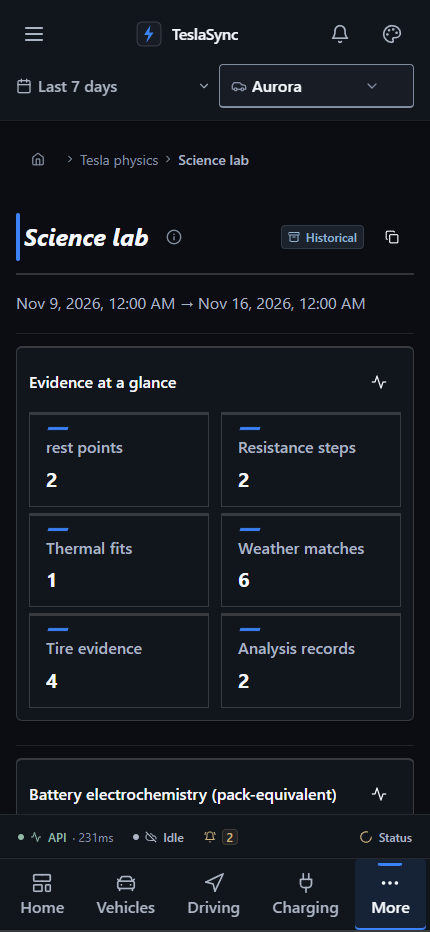 TeslaSync
Last 7 days
Aurora
Tesla physics
Science lab
Science lab
Historical
Nov 9, 2026, 12:00 AM → Nov 16, 2026, 12:00 AM
Evidence at a glance
rest points
2
Resistance steps
2
Thermal fits
1
Weather matches
6
Tire evidence
4
Analysis records
2
Battery electrochemistry (pack-equivalent)
API · 231ms
Idle
2
Status
Home
Vehicles
Driving
Charging
More